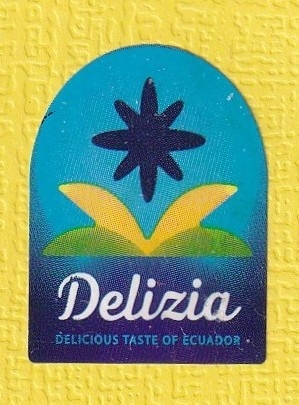 Delizia
DELICIOUS TASTE OF ECUADOR